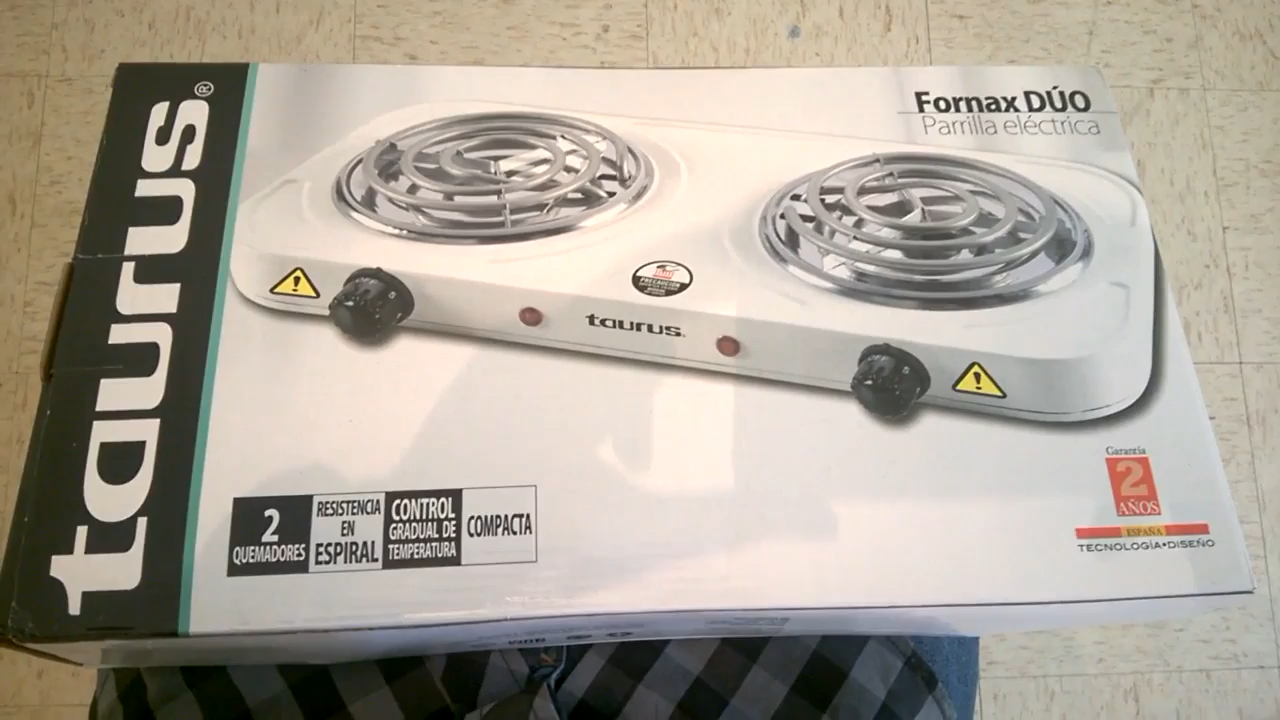 taurus®
Fornax DÚO
Parrilla eléctrica
PRECAUCIÓN
taurus
2
QUEMADORES
RESISTENCIA
EN
ESPIRAL
CONTROL
GRADUAL DE
TEMPERATURA
COMPACTA
Garantía
2
AÑOS
ESPAÑA
TECNOLOGÍA•DISEÑO